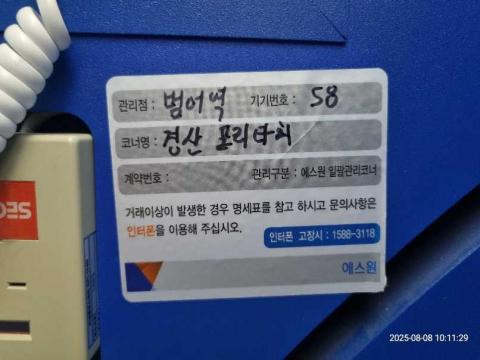 관리점 : 범어역 기기번호 : 58
코너명 : 경산 포리타치
계약번호 : 관리구분 : 에스원 일괄관리코너
거래이상이 발생한 경우 명세표를 참고 하시고 문의사항은
인터폰을 이용해 주십시오.
인터폰 고장시 : 1588-3118
에스원
SEC
2025-08-08 10:11:29